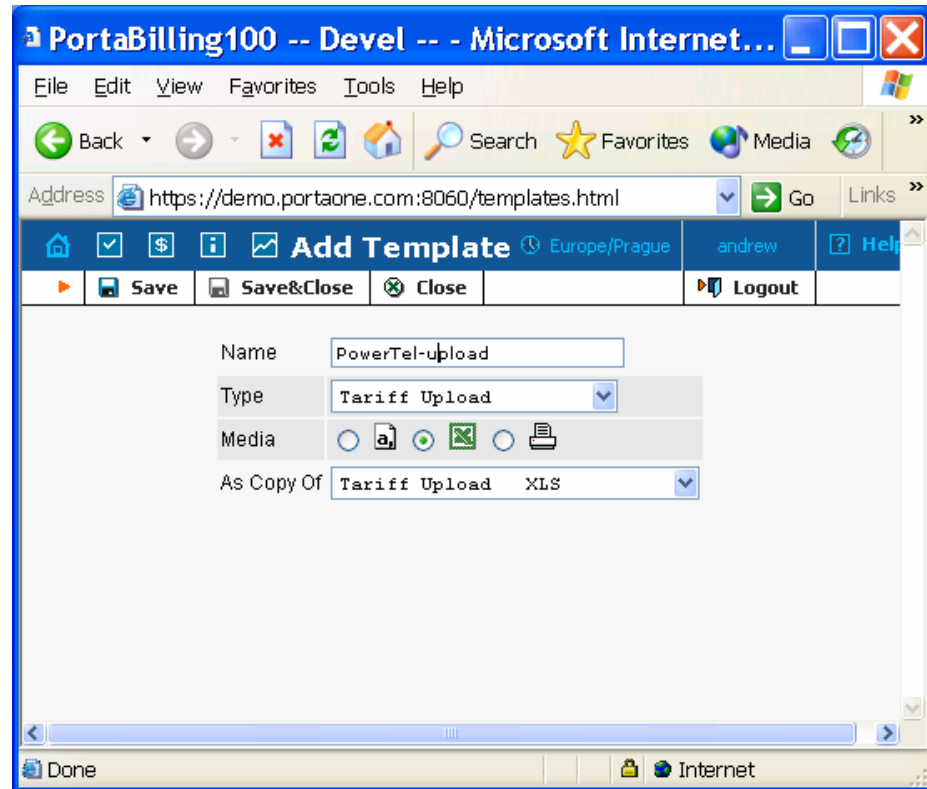 PortaBilling100 -- Devel -- - Microsoft Internet...
File Edit View Favorites Tools Help
Back Search Favorites Media »
Address https://demo.portaone.com:8060/templates.html Go Links »
Add Template Europe/Prague andrew ? Help
Save Save&Close Close Logout
Name PowerTel-upload
Type Tariff Upload
Media a,
As Copy Of Tariff Upload XLS
Done Internet